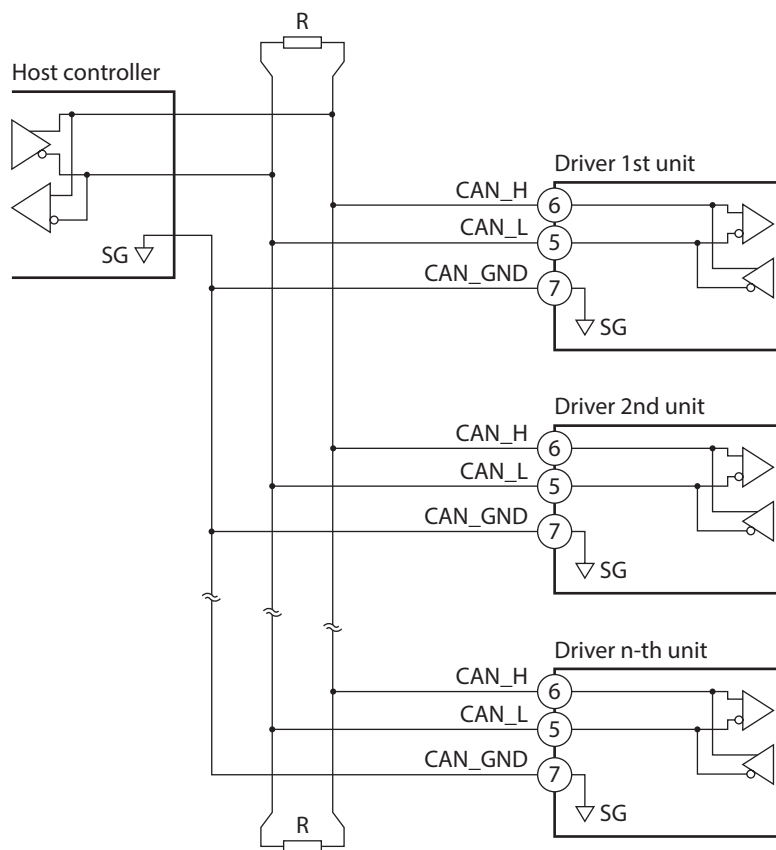 R
Host controller
SG
Driver 1st unit
CAN_H
6
CAN_L
5
CAN_GND
7
SG
Driver 2nd unit
CAN_H
6
CAN_L
5
CAN_GND
7
SG
Driver n-th unit
CAN_H
6
CAN_L
5
CAN_GND
7
SG
R